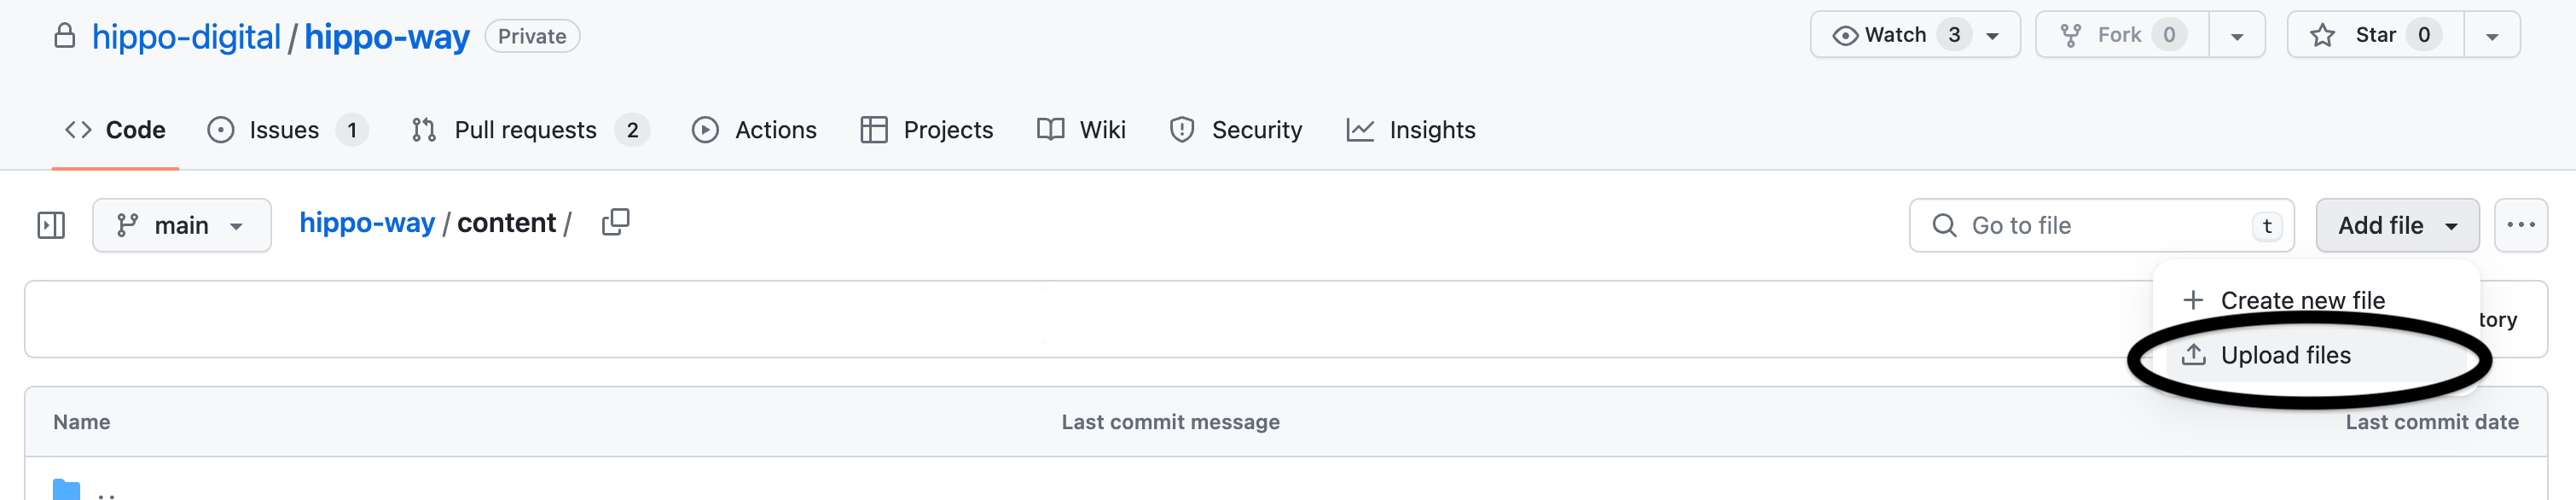 hippo-digital / hippo-way Private Watch 3 Fork 0 Star 0
Code Issues 1 Pull requests 2 Actions Projects Wiki Security Insights
main hippo-way / content / Go to file t Add file ...
Create new file
tory
Upload files
Name Last commit message Last commit date
..